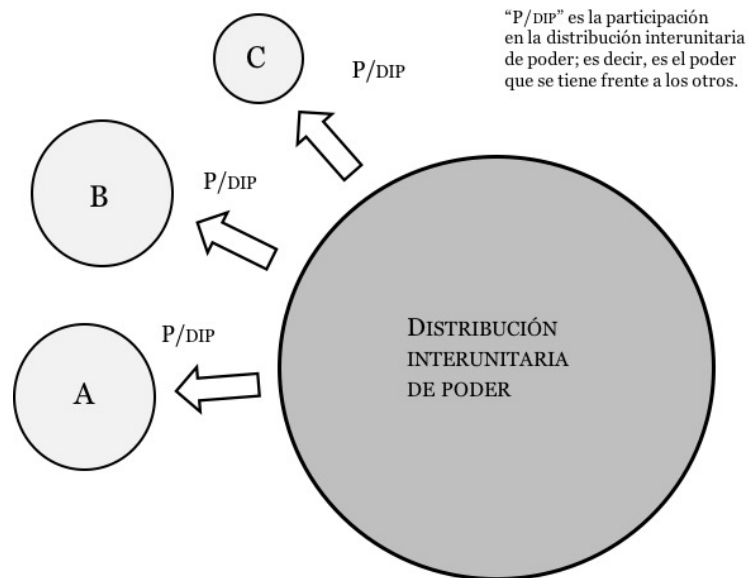 “P/DIP” es la participación
en la distribución interunitaria
de poder; es decir, es el poder
que se tiene frente a los otros.
C
P/DIP
B
P/DIP
A
P/DIP
DISTRIBUCIÓN
INTERUNITARIA
DE PODER